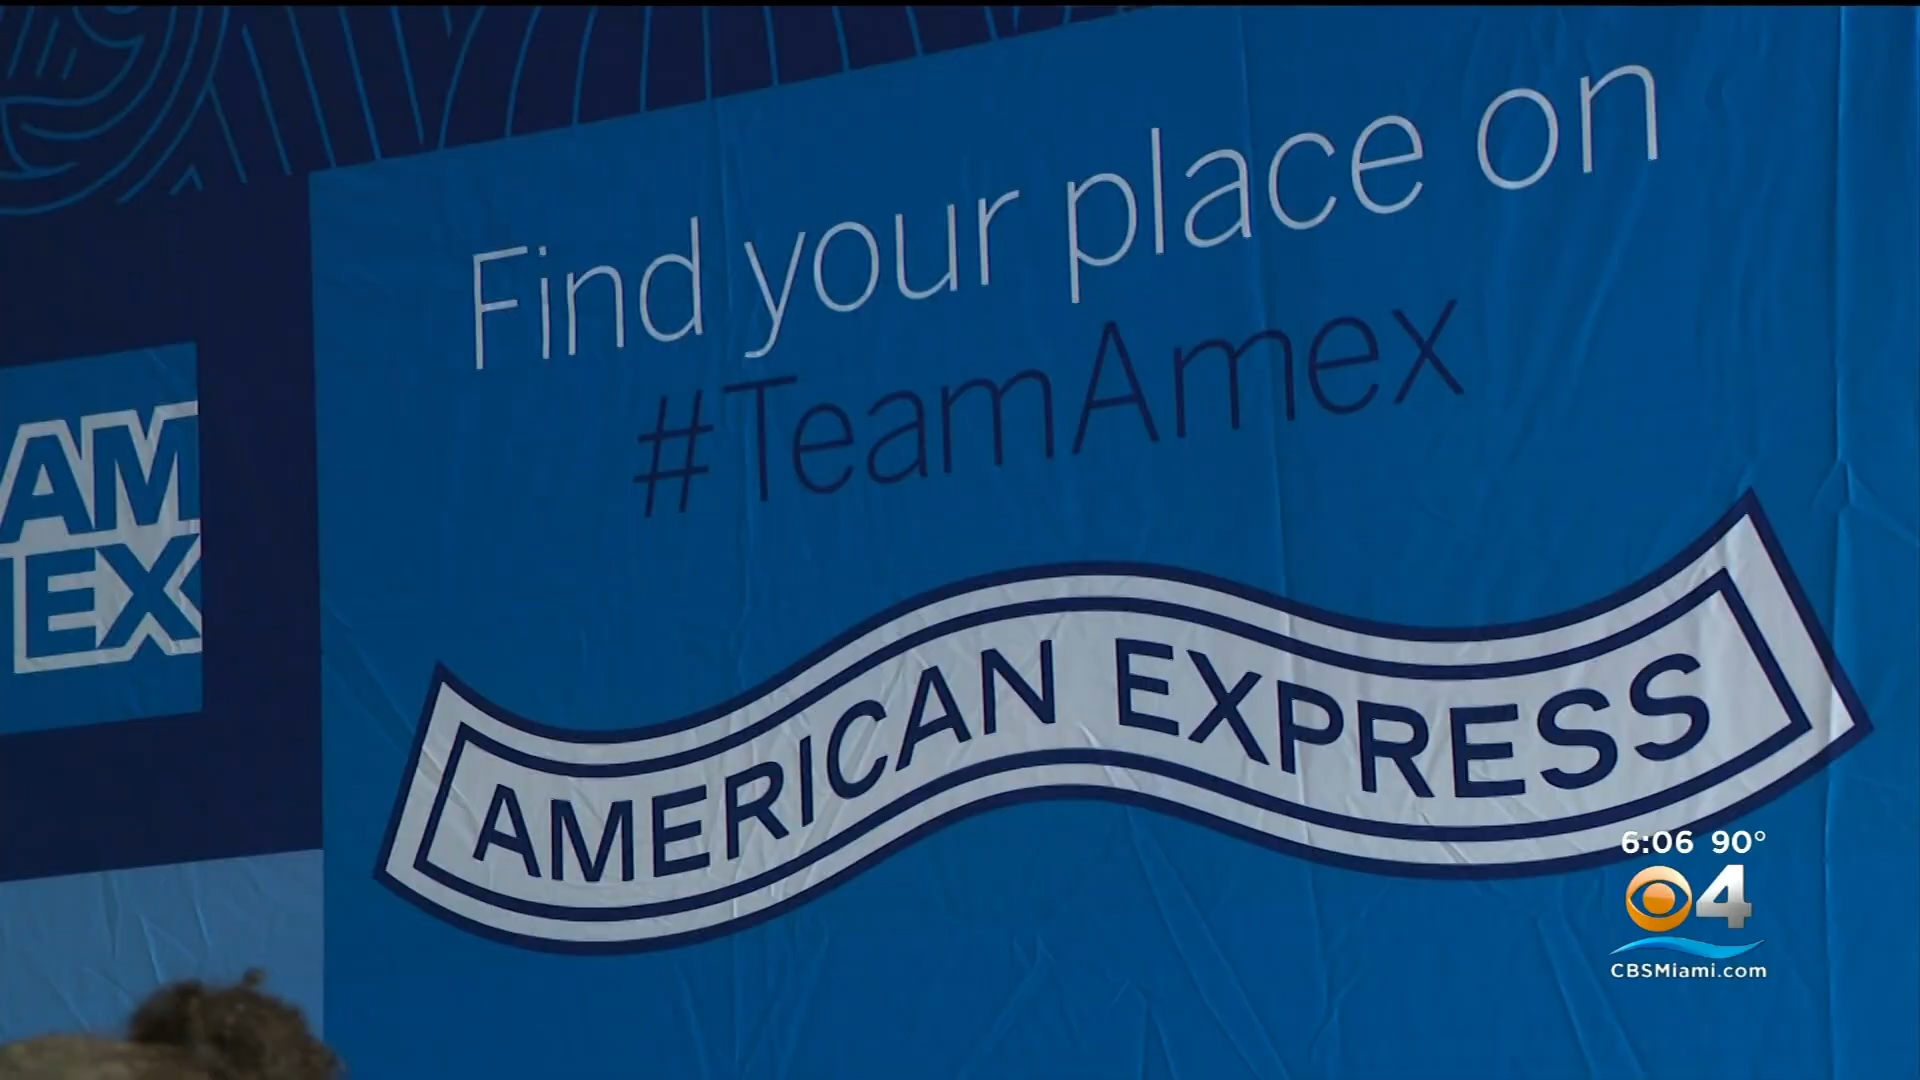 Find your place on
#TeamAmex
AM
EX
AMERICAN EXPRESS
6:06 90°
4
CBSMiami.com